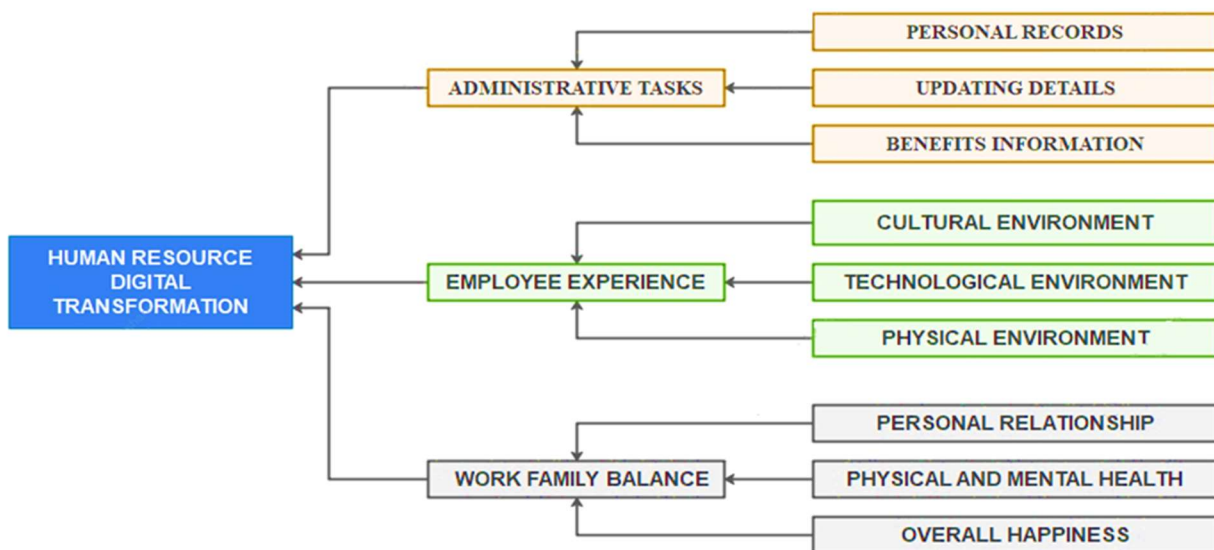 PERSONAL RECORDS
ADMINISTRATIVE TASKS
UPDATING DETAILS
BENEFITS INFORMATION
HUMAN RESOURCE
DIGITAL
TRANSFORMATION
CULTURAL ENVIRONMENT
EMPLOYEE EXPERIENCE
TECHNOLOGICAL ENVIRONMENT
PHYSICAL ENVIRONMENT
PERSONAL RELATIONSHIP
WORK FAMILY BALANCE
PHYSICAL AND MENTAL HEALTH
OVERALL HAPPINESS